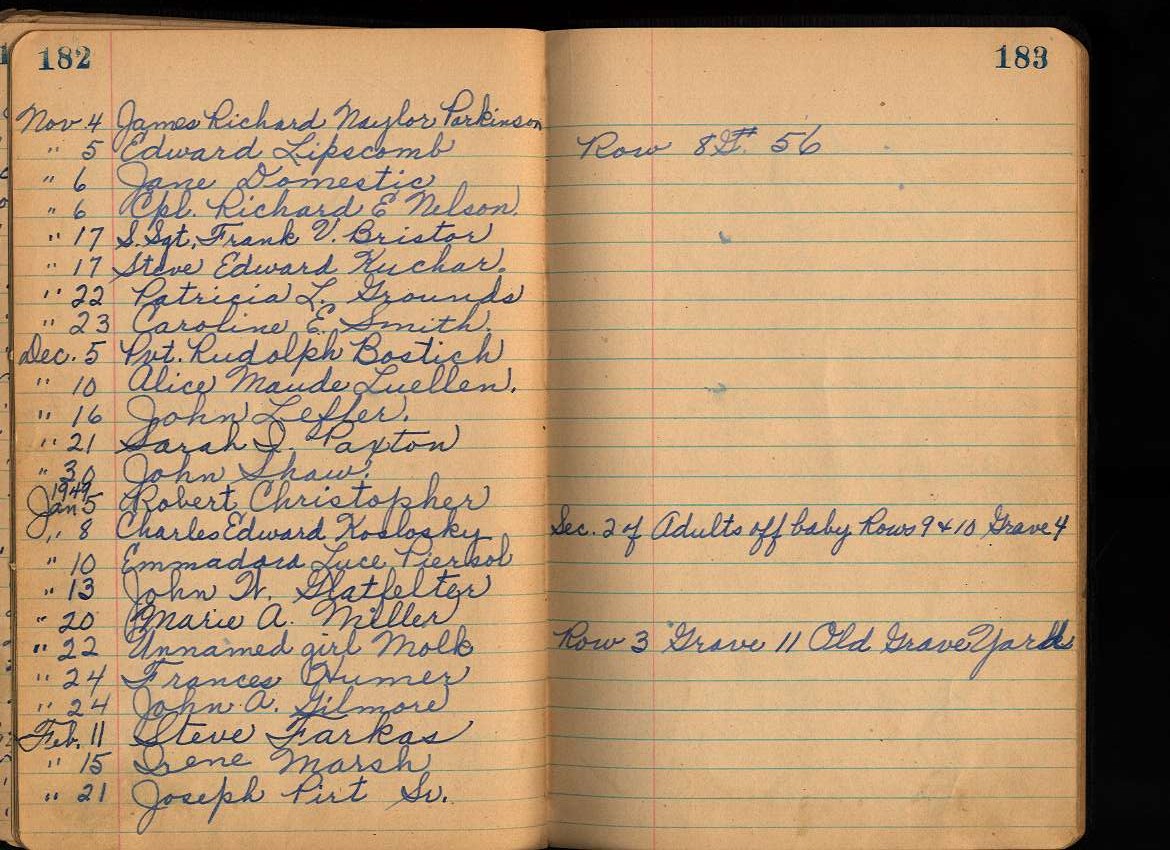 182
183
Nov. 4 James Richard Naylor Parkinson
" 5 Edward Lipscomb Row 8 56
" 6 Jane Domestic
" 6 Cpl. Richard E Nelson.
" 17 S. Sgt. Frank V. Bristor
" 17 Steve Edward Kuchar.
" 22 Patricia L. Grounds
" 23 Caroline E. Smith.
Dec. 5 Pvt. Rudolph Bostich
" 10 Alice Maude Luellen.
" 16 John Leffer.
" 21 Sarah J. Paxton
" 30 John Shaw.
1949
Jan 5 Robert Christopher
" 8 Charles Edward Koslosky Sec. 2 of Adults off baby Rows 9 & 10 Grave 4
" 10 Emmadora Luce Piersol
" 13 John W. Glatfelter
" 20 Marie A. Miller
" 22 Unnamed girl Molk Row 3 Grave 11 Old Grave Yard
" 24 Frances Humer
" 24 John A. Gilmore
Feb. 11 Steve Farkas
" 15 Irene Marsh
" 21 Joseph Pirt Sr.